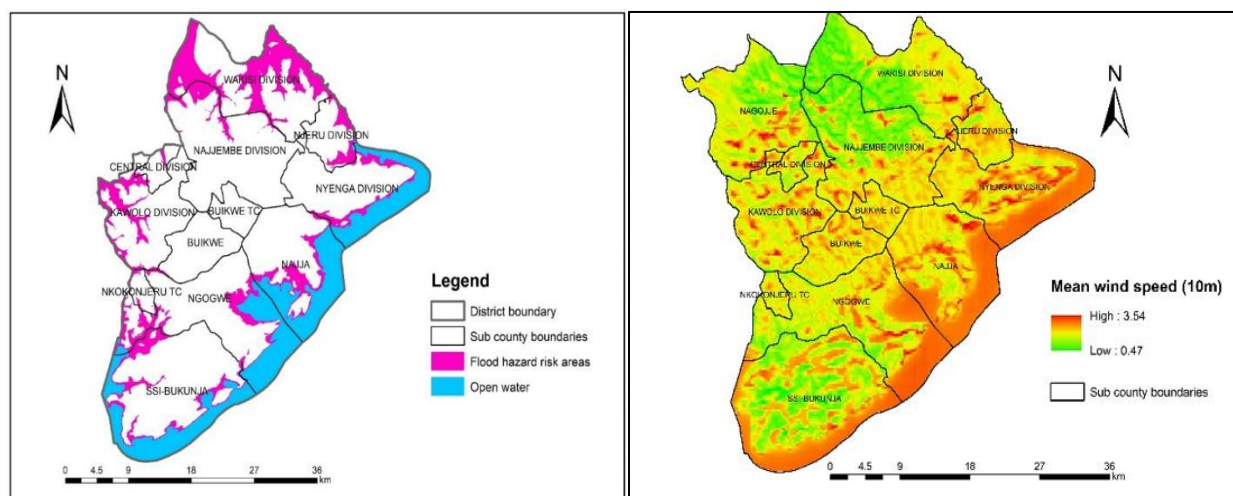 N
WAKISI DIVISION
NJERU DIVISION
NAJJEMBE DIVISION
CENTRAL DIVISION
NYENGA DIVISION
KAWOLO DIVISION
BUIKWE TC
BUIKWE
NAJJA
NKOKONJERU TC
NGOGWE
SSI-BUKUNJA
Legend
District boundary
Sub county boundaries
Flood hazard risk areas
Open water
0 4.5 9 18 27 36
km
N
WAKISI DIVISION
NAGOJJE
NJERU DIVISION
NAJJEMBE DIVISION
CENTRAL DIVISION
NYENGA DIVISION
KAWOLO DIVISION
BUIKWE TC
BUIKWE
NAJJA
NKOKONJERU TC
NGOGWE
SSI-BUKUNJA
Mean wind speed (10m)
High : 3.54
Low : 0.47
Sub county boundaries
0 4.5 9 18 27 36
km